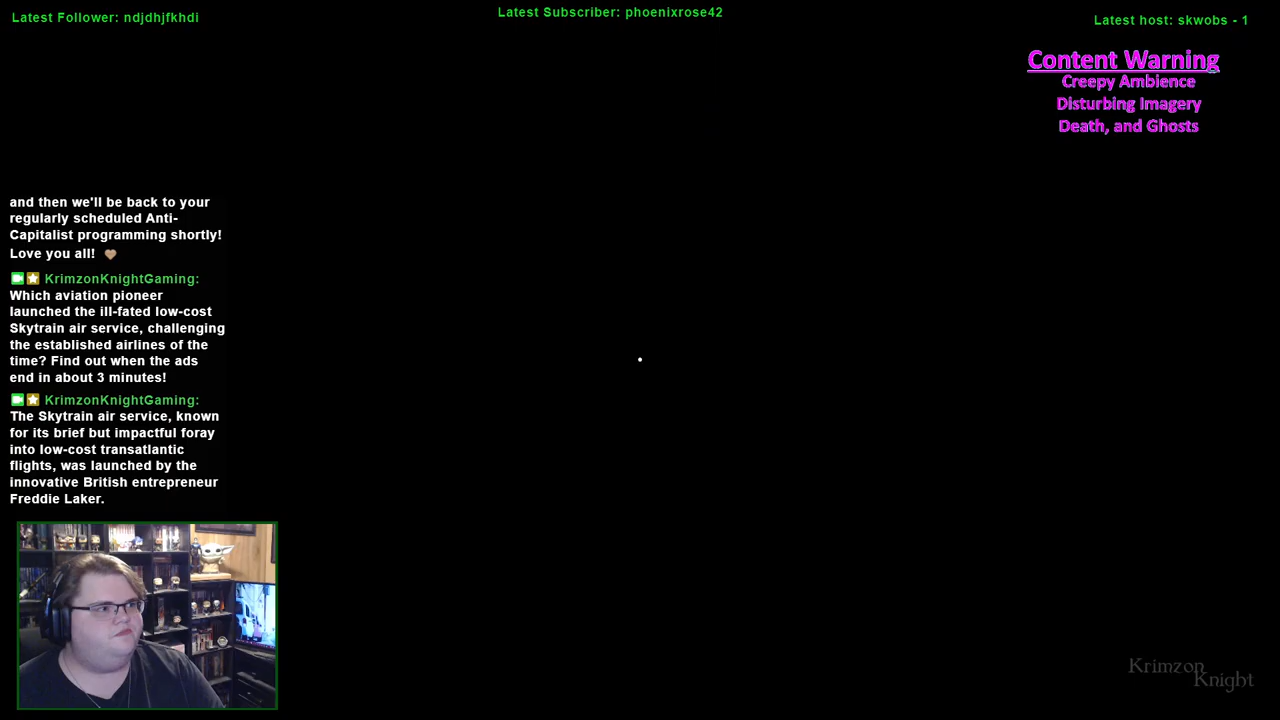 Latest Follower: ndjdhjfkhdi
Latest Subscriber: phoenixrose42
Latest host: skwobs - 1
Content Warning
Creepy Ambience
Disturbing Imagery
Death, and Ghosts
and then we'll be back to your
regularly scheduled Anti-
Capitalist programming shortly!
Love you all!
KrimzonKnightGaming:
Which aviation pioneer
launched the ill-fated low-cost
Skytrain air service, challenging
the established airlines of the
time? Find out when the ads
end in about 3 minutes!
KrimzonKnightGaming:
The Skytrain air service, known
for its brief but impactful foray
into low-cost transatlantic
flights, was launched by the
innovative British entrepreneur
Freddie Laker.
Krimzon
Knight